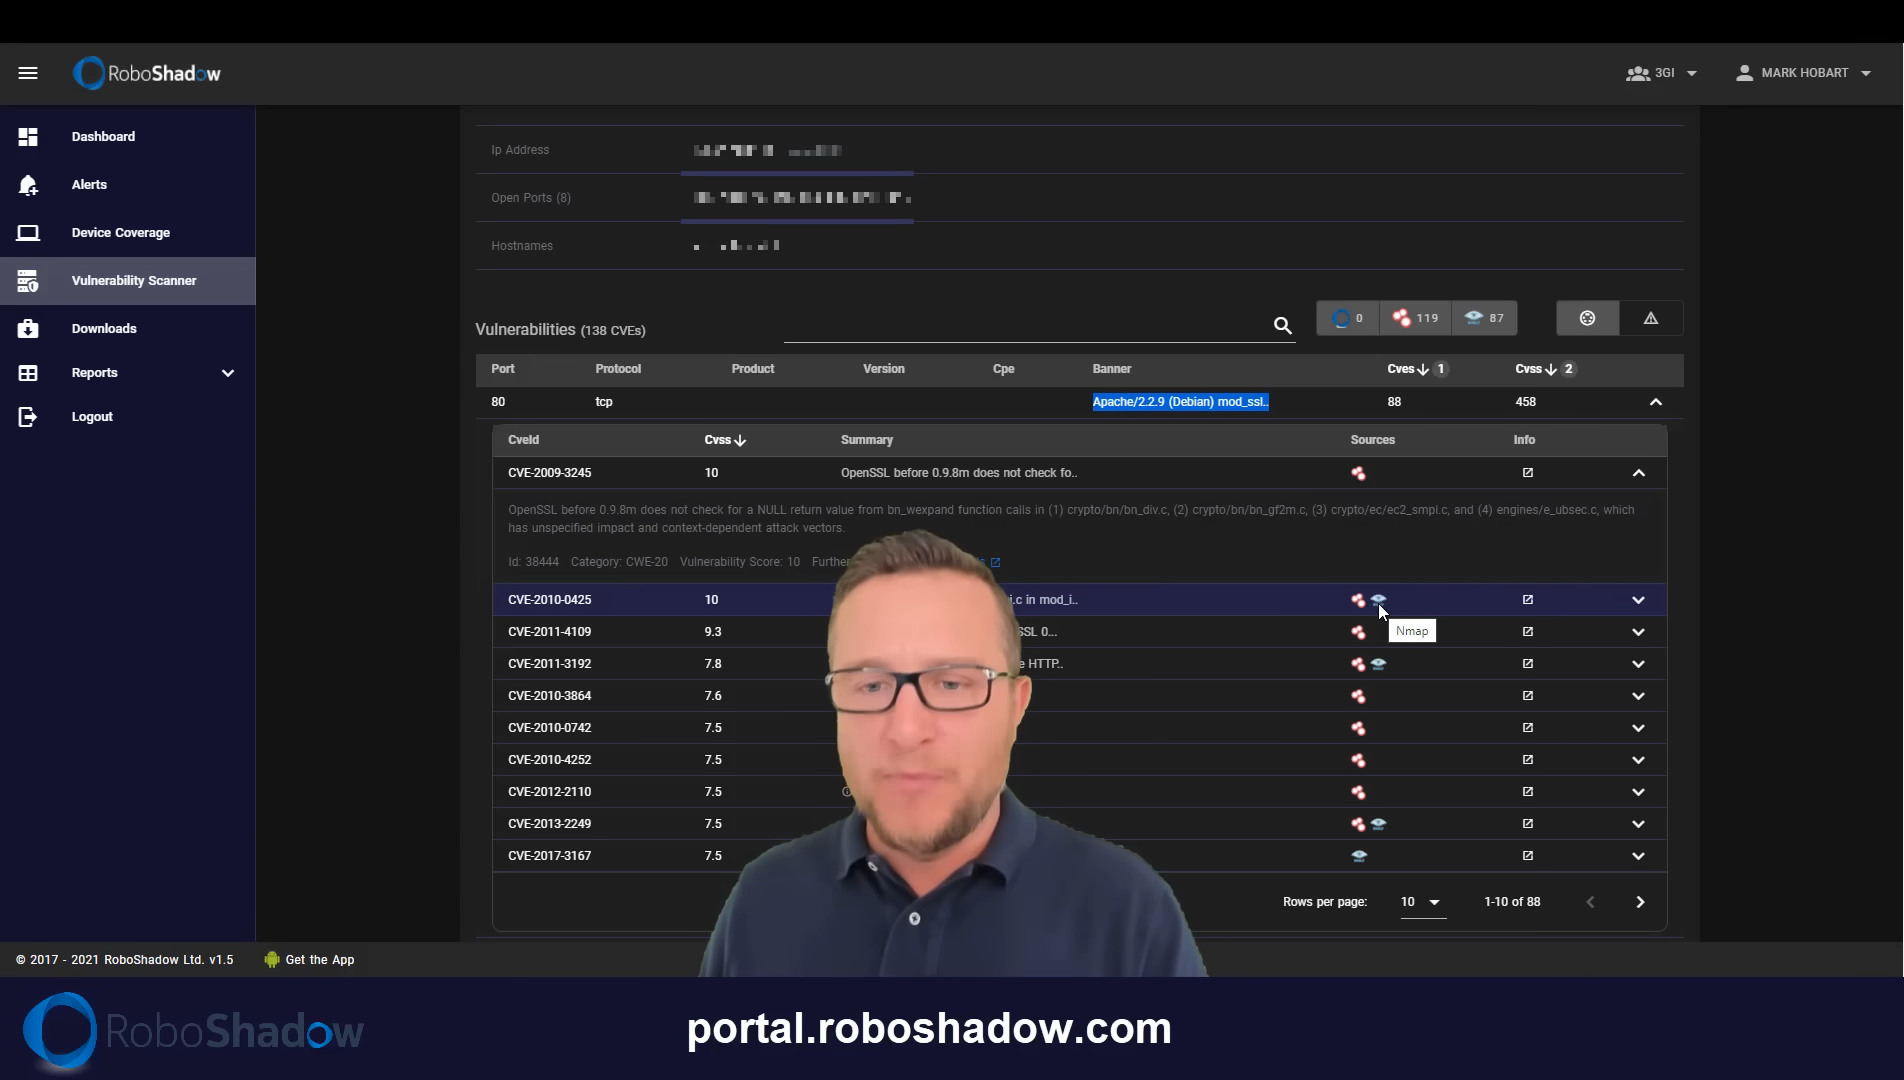 RoboShadow
3GI
MARK HOBART
Dashboard
Alerts
Device Coverage
Vulnerability Scanner
Downloads
Reports
Logout
Ip Address
Open Ports (8)
Hostnames
Vulnerabilities (138 CVEs)
0 119 87
Port Protocol Product Version Cpe Banner Cves 1 Cvss 2
80 tcp Apache/2.2.9 (Debian) mod_ssl.. 88 458
CveId Cvss Summary Sources Info
CVE-2009-3245 10 OpenSSL before 0.9.8m does not check fo..
OpenSSL before 0.9.8m does not check for a NULL return value from bn_wexpand function calls in (1) crypto/bn/bn_div.c, (2) crypto/bn/bn_gf2m.c, (3) crypto/ec/ec2_smpl.c, and (4) engines/e_ubsec.c, which
has unspecified impact and context-dependent attack vectors.
Id: 38444 Category: CWE-20 Vulnerability Score: 10
CVE-2010-0425 10 i.c in mod_i..
CVE-2011-4109 9.3 SSL 0...
Nmap
CVE-2011-3192 7.8 HTTP..
CVE-2010-3864 7.6
CVE-2010-0742 7.5
CVE-2010-4252 7.5
CVE-2012-2110 7.5
CVE-2013-2249 7.5
CVE-2017-3167 7.5
Rows per page: 10 1-10 of 88
© 2017 - 2021 RoboShadow Ltd. v1.5
Get the App
RoboShadow
portal.roboshadow.com